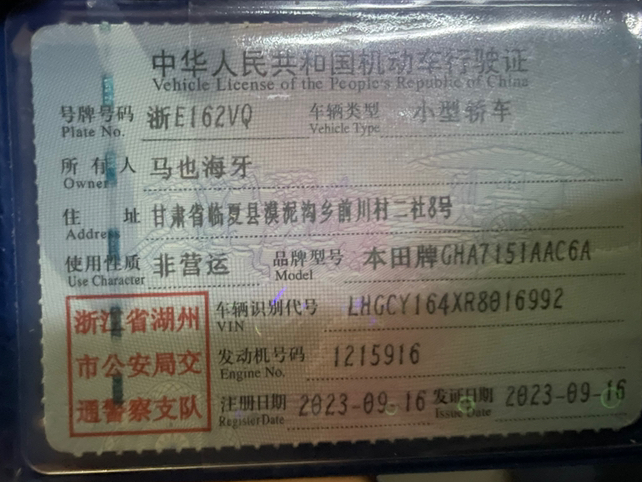 中华人民共和国机动车行驶证
Vehicle License of the People's Republic of China
号牌号码 浙E162VQ 车辆类型 小型轿车
Plate No. Vehicle Type
所有人 马也海牙
Owner
住址 甘肃省临夏县漠泥沟乡前川村二社8号
Address
使用性质 非营运 品牌型号 本田牌GHA7151AAC6A
Use Character Model
浙江省湖州
市公安局交
通警察支队
车辆识别代号 LHGCY164XR8016992
VIN
发动机号码 1215916
Engine No.
注册日期 2023-09-16 发证日期 2023-09-16
RegisterDate Issue Date